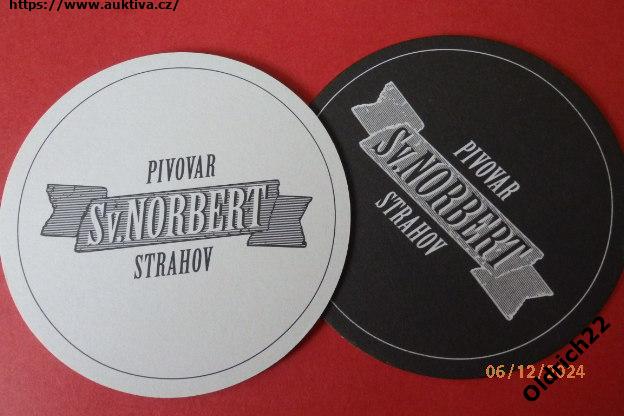 https://www.auktiva.cz/
PIVOVAR
Sv. NORBERT
STRAHOV
PIVOVAR
Sv. NORBERT
STRAHOV
06/12/2024
Oldrich22